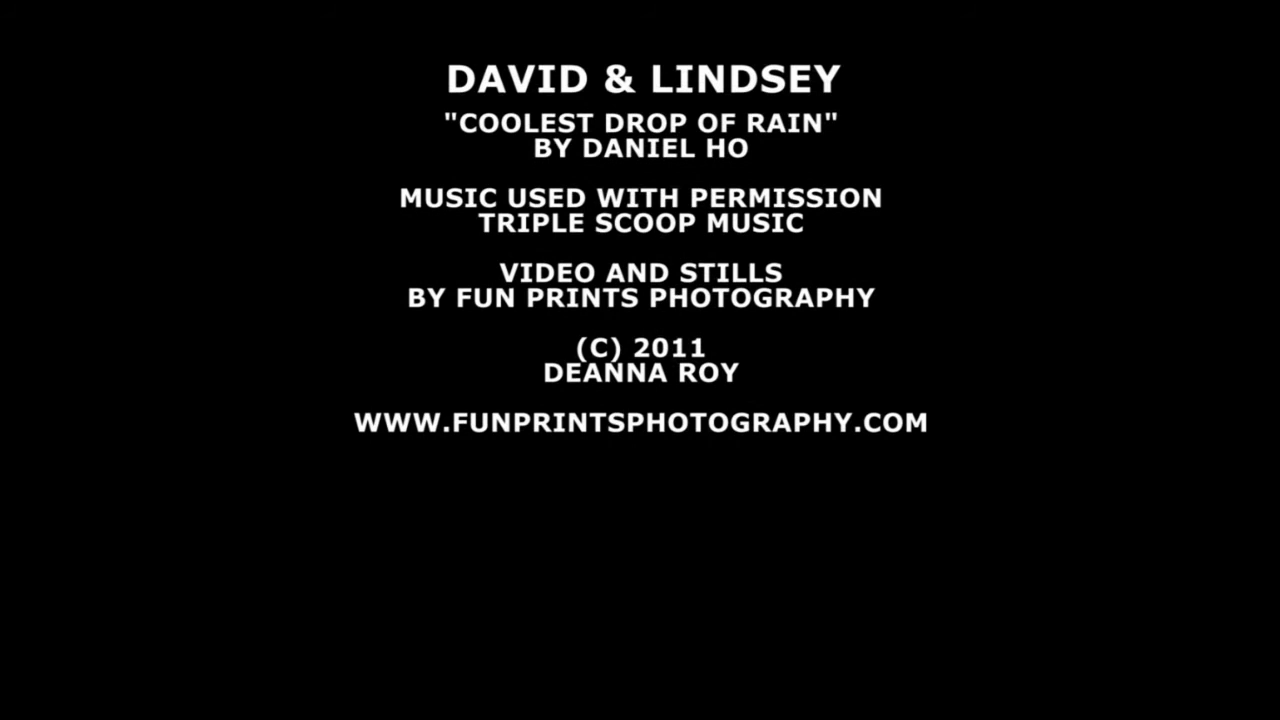 DAVID & LINDSEY
"COOLEST DROP OF RAIN"
BY DANIEL HO
MUSIC USED WITH PERMISSION
TRIPLE SCOOP MUSIC
VIDEO AND STILLS
BY FUN PRINTS PHOTOGRAPHY
(C) 2011
DEANNA ROY
WWW.FUNPRINTSPHOTOGRAPHY.COM